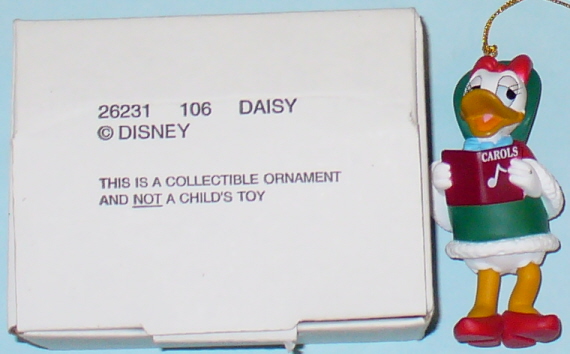 26231 106 DAISY
© DISNEY
THIS IS A COLLECTIBLE ORNAMENT
AND NOT A CHILD'S TOY
CAROLS